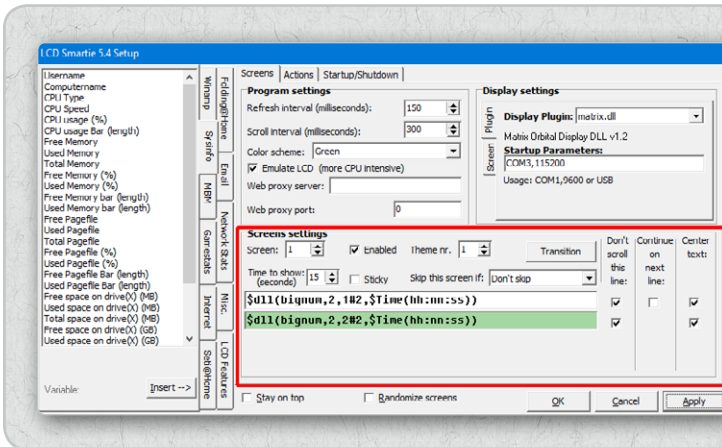 LCD Smartie 5.4 Setup
Username
Computername
CPU Type
CPU Speed
CPU usage (%)
CPU usage Bar (length)
Free Memory
Used Memory
Total Memory
Free Memory (%)
Used Memory (%)
Free Memory bar (length)
Used Memory bar (length)
Free Pagefile
Used Pagefile
Total Pagefile
Free Pagefile (%)
Used Pagefile (%)
Free Pagefile Bar (length)
Used Pagefile Bar (length)
Free space on drive(X) (MB)
Used space on drive(X) (MB)
Total space on drive(X) (MB)
Free space on drive(X) (GB)
Used space on drive(X) (GB)
Variable:
Insert -->
Winamp
Sysinfo
MBM
Gamestats
Internet
Seti@Home
Folding@Home
Email
Network Stats
Misc.
LCD Features
Screens
Actions
Startup/Shutdown
Program settings
Refresh interval (milliseconds):
150
Scroll interval (milliseconds):
300
Color scheme:
Green
Emulate LCD (more CPU intensive)
Web proxy server:
Web proxy port:
0
Display settings
Plugin
Screen
Display Plugin:
matrix.dll
Matrix Orbital Display DLL v1.2
Startup Parameters:
COM3,115200
Usage: COM1,9600 or USB
Screens settings
Screen:
1
Enabled
Theme nr.
1
Transition
Time to show:
(seconds)
15
Sticky
Skip this screen if:
Don't skip
Don't
scroll
this
line:
Continue
on
next
line:
Center
text:
$dll(bignum,2,1#2,$Time(hh:nn:ss))
$dll(bignum,2,2#2,$Time(hh:nn:ss))
Stay on top
Randomize screens
OK
Cancel
Apply